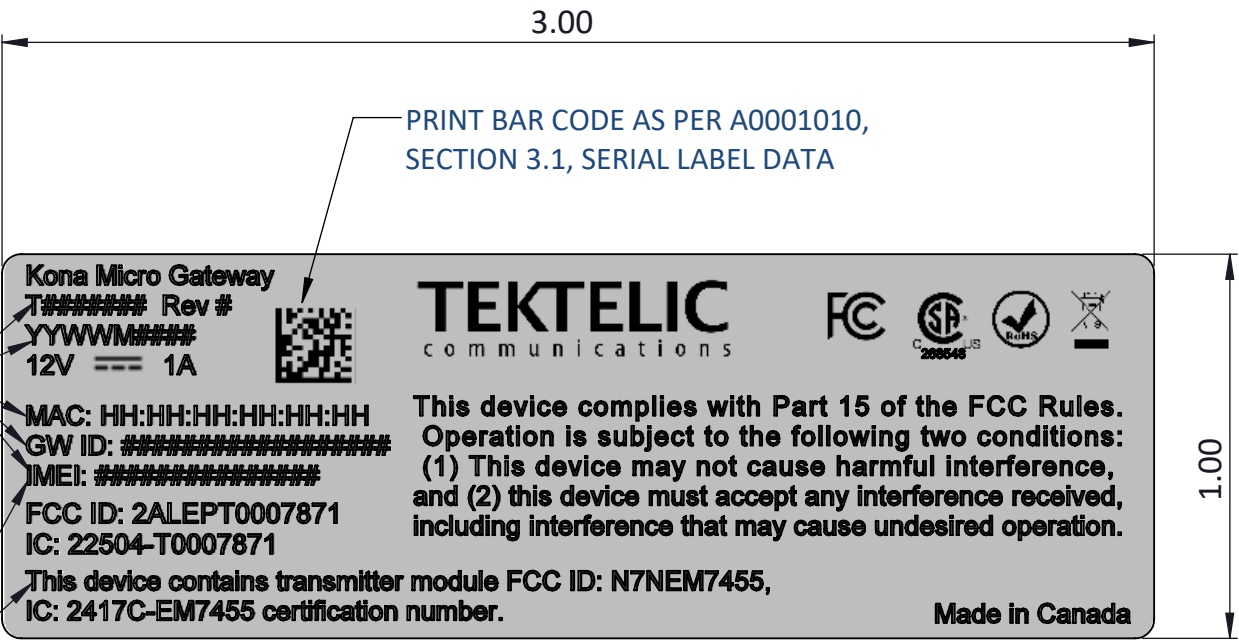 3.00
PRINT BAR CODE AS PER A0001010,
SECTION 3.1, SERIAL LABEL DATA
Kona Micro Gateway
T####### Rev #
YYWWM####
12V 1A
TEKTELIC
communications
FC
SA
C 266546 US
RoHS
MAC: HH:HH:HH:HH:HH:HH
GW ID: ##################
IMEI: ###############
FCC ID: 2ALEPT0007871
IC: 22504-T0007871
This device complies with Part 15 of the FCC Rules.
Operation is subject to the following two conditions:
(1) This device may not cause harmful interference,
and (2) this device must accept any interference received,
including interference that may cause undesired operation.
This device contains transmitter module FCC ID: N7NEM7455,
IC: 2417C-EM7455 certification number.
Made in Canada
1.00